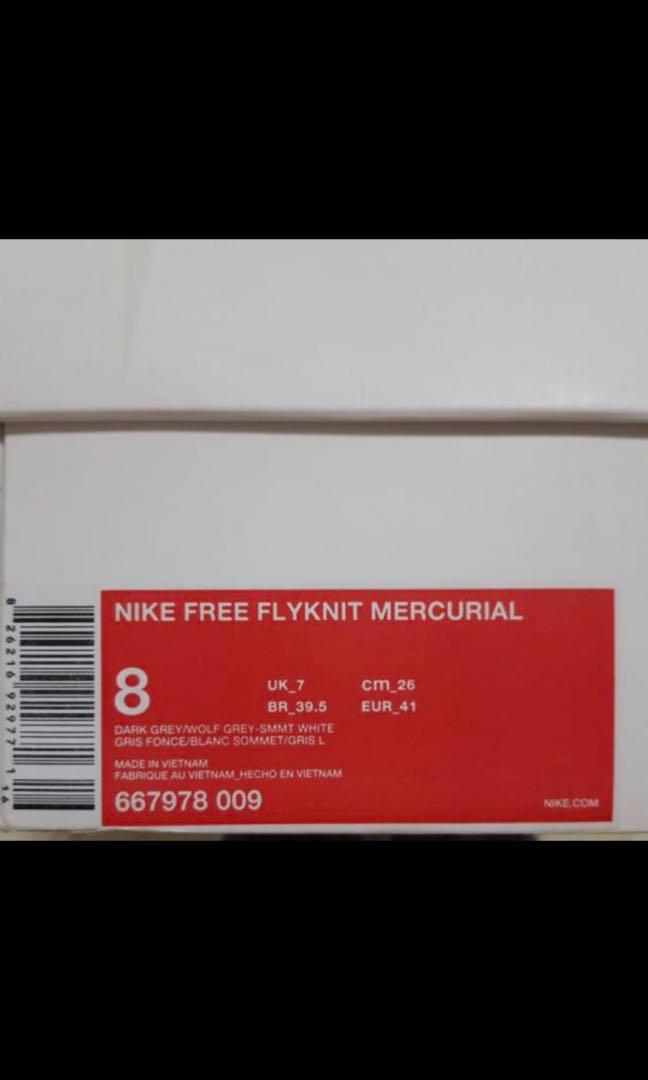 NIKE FREE FLYKNIT MERCURIAL
8
UK_7 cm_26
BR_39.5 EUR_41
DARK GREY/WOLF GREY-SMMT WHITE
GRIS FONCE/BLANC SOMMET/GRIS L
MADE IN VIETNAM
FABRIQUE AU VIETNAM_HECHO EN VIETNAM
667978 009
NIKE.COM
8 26216 92977 1 16